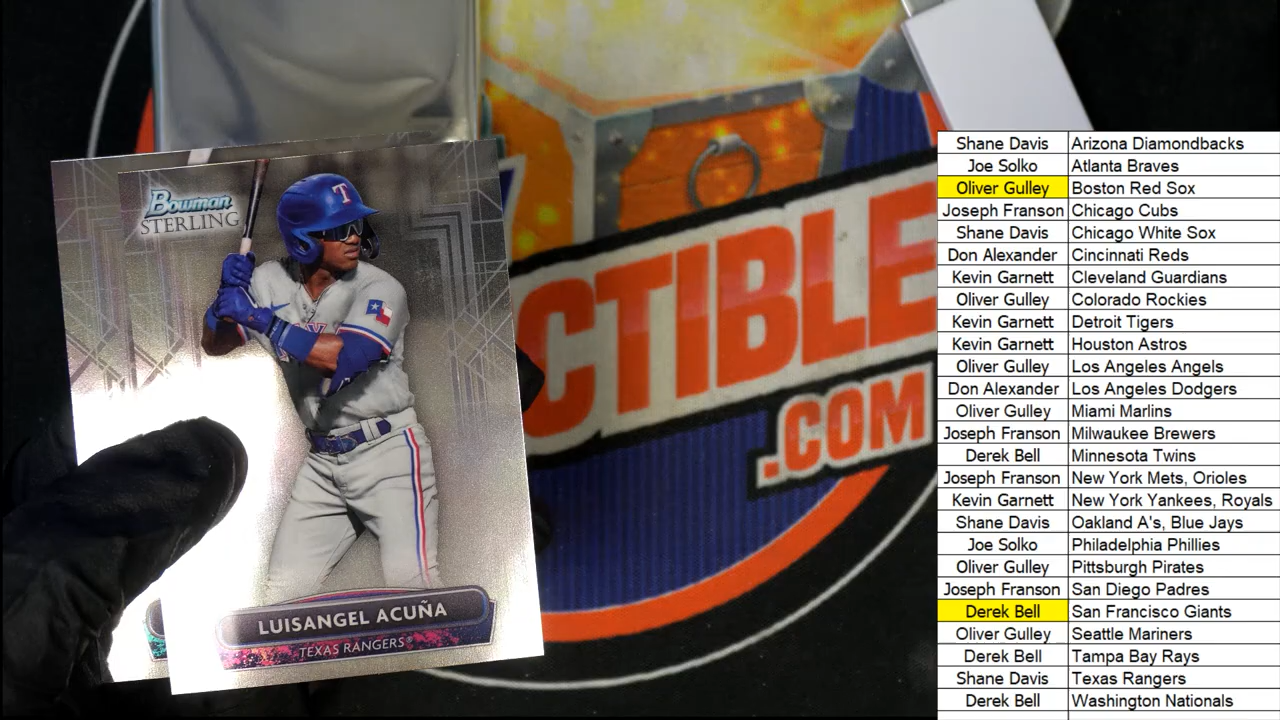 Bowman
STERLING
T
LUISANGEL ACUÑA
TEXAS RANGERS
CTIBLE
.COM
Shane Davis Arizona Diamondbacks
Joe Solko Atlanta Braves
Oliver Gulley Boston Red Sox
Joseph Franson Chicago Cubs
Shane Davis Chicago White Sox
Don Alexander Cincinnati Reds
Kevin Garnett Cleveland Guardians
Oliver Gulley Colorado Rockies
Kevin Garnett Detroit Tigers
Kevin Garnett Houston Astros
Oliver Gulley Los Angeles Angels
Don Alexander Los Angeles Dodgers
Oliver Gulley Miami Marlins
Joseph Franson Milwaukee Brewers
Derek Bell Minnesota Twins
Joseph Franson New York Mets, Orioles
Kevin Garnett New York Yankees, Royals
Shane Davis Oakland A's, Blue Jays
Joe Solko Philadelphia Phillies
Oliver Gulley Pittsburgh Pirates
Joseph Franson San Diego Padres
Derek Bell San Francisco Giants
Oliver Gulley Seattle Mariners
Derek Bell Tampa Bay Rays
Shane Davis Texas Rangers
Derek Bell Washington Nationals